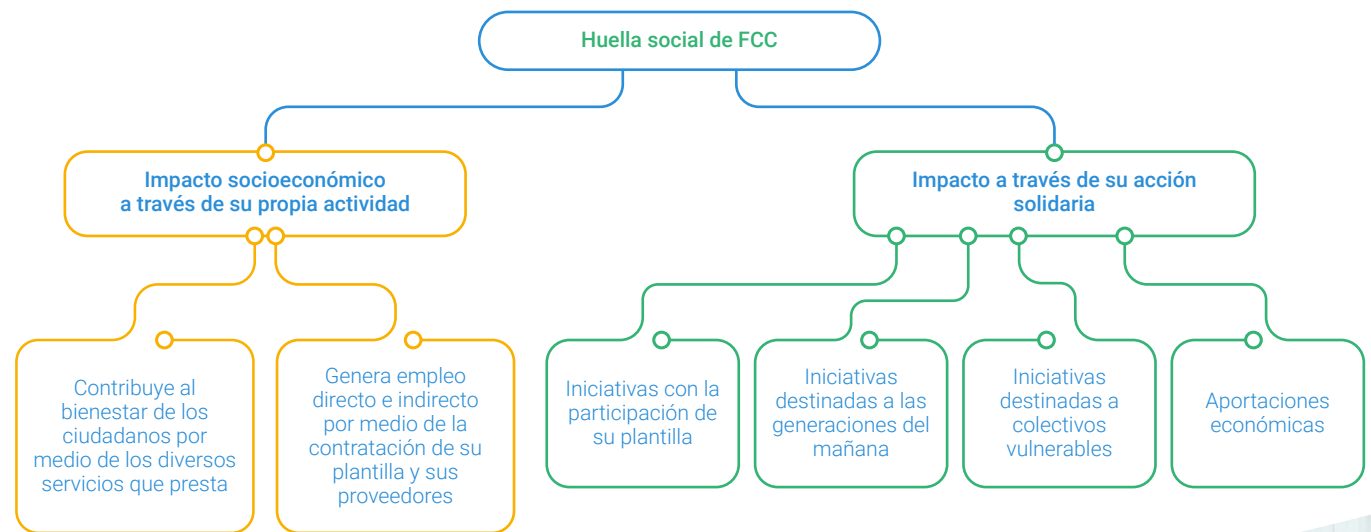 Huella social de FCC
Impacto socioeconómico
a través de su propia actividad
Impacto a través de su acción
solidaria
Contribuye al
bienestar de los
ciudadanos por
medio de los diversos
servicios que presta
Genera empleo
directo e indirecto
por medio de la
contratación de su
plantilla y sus
proveedores
Iniciativas con la
participación de
su plantilla
Iniciativas
destinadas a las
generaciones del
mañana
Iniciativas
destinadas a
colectivos
vulnerables
Aportaciones
económicas